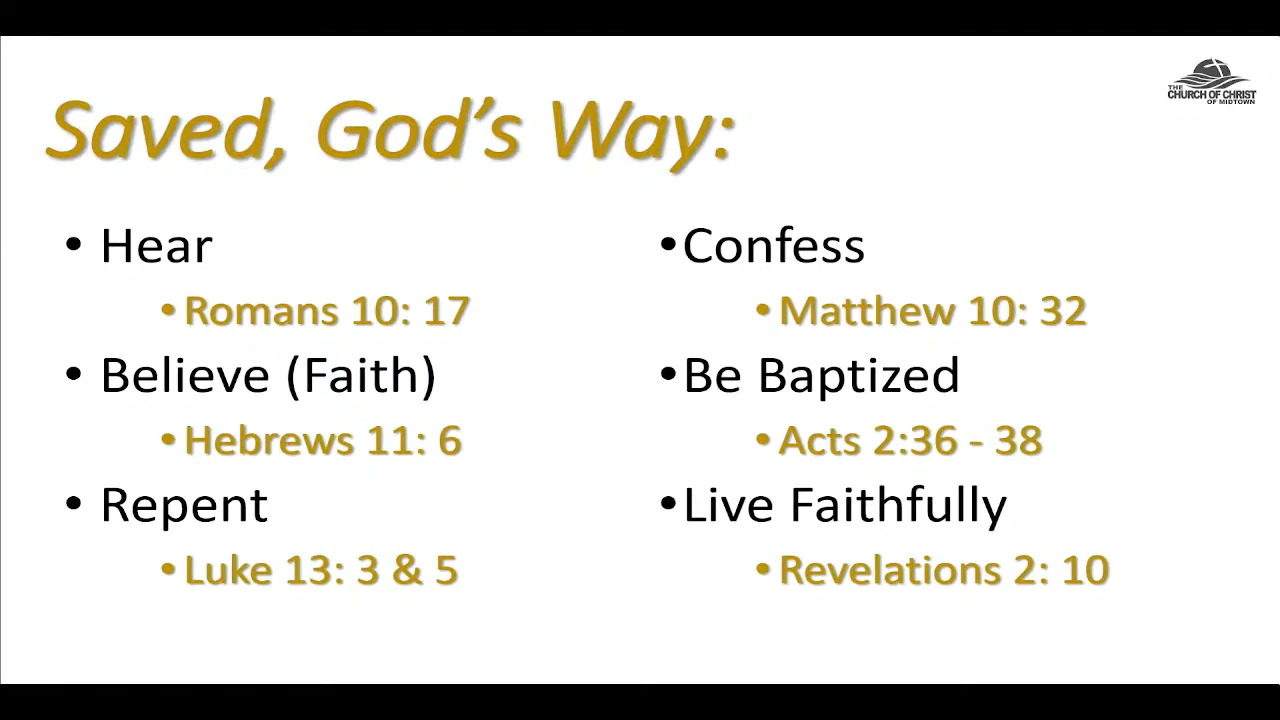 THE
CHURCH OF CHRIST
OF MIDTOWN
Saved, God's Way:
• Hear
• Romans 10: 17
• Believe (Faith)
• Hebrews 11: 6
• Repent
• Luke 13: 3 & 5
• Confess
• Matthew 10: 32
• Be Baptized
• Acts 2:36 - 38
• Live Faithfully
• Revelations 2: 10